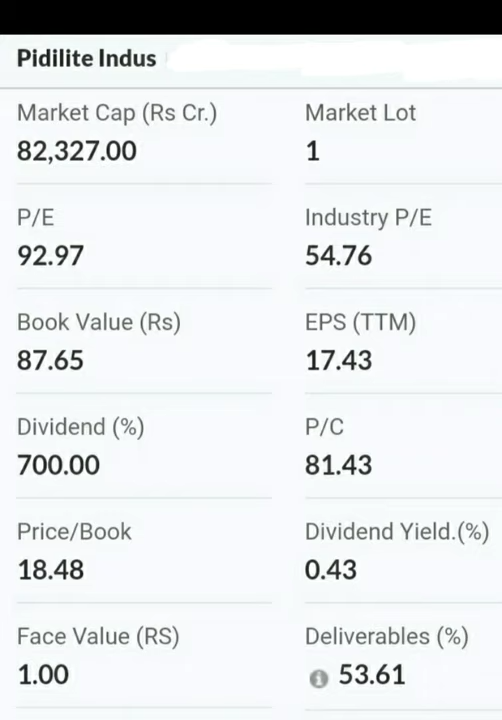 Pidilite Indus
Market Cap (Rs Cr.) Market Lot
82,327.00 1
P/E Industry P/E
92.97 54.76
Book Value (Rs) EPS (TTM)
87.65 17.43
Dividend (%) P/C
700.00 81.43
Price/Book Dividend Yield.(%)
18.48 0.43
Face Value (RS) Deliverables (%)
1.00 53.61